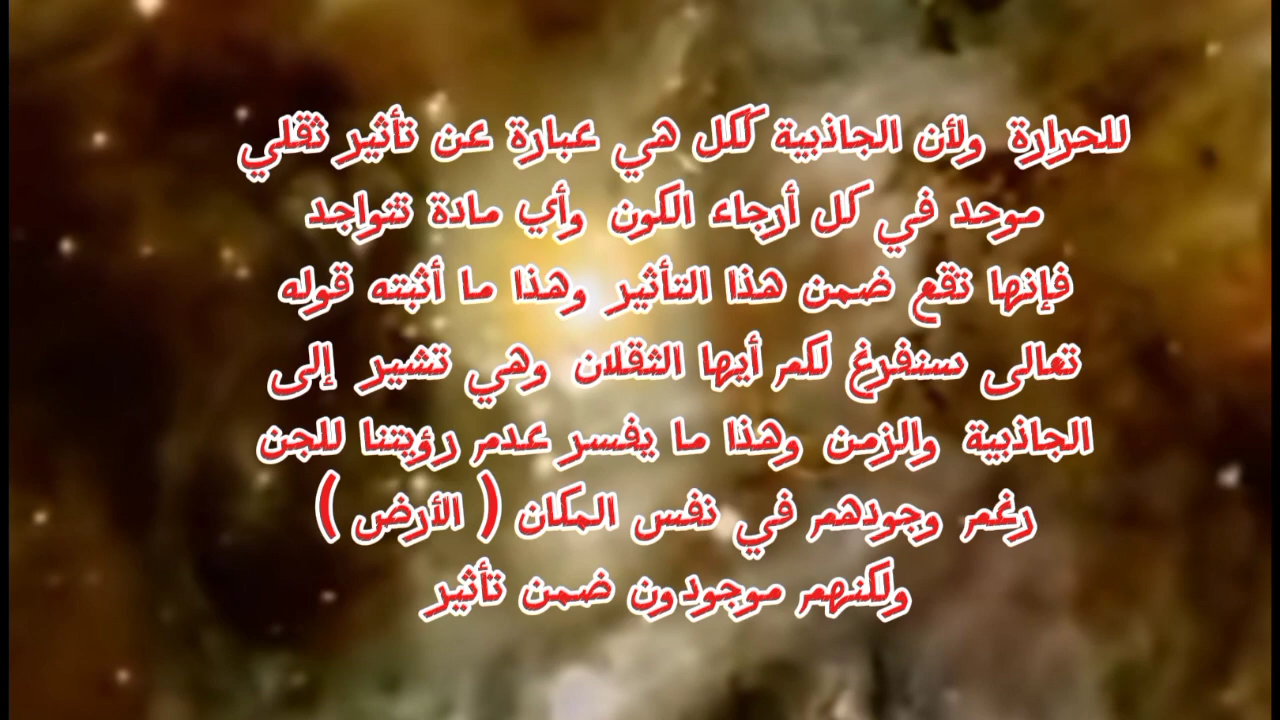 للحرارة ولأن الجاذبية ككل هي عبارة عن تأثير ثقلي
موحد في كل أرجاء الكون وأي مادة تتواجد
فإنها تقع ضمن هذا التأثير وهذا ما أثبته قوله
تعالى سنفرغ لكم أيها الثقلان وهي تشير إلى
الجاذبية والزمن وهذا ما يفسر عدم رؤيتنا للجن
رغم وجودهم في نفس المكان ( الأرض )
ولكنهم موجودون ضمن تأثير